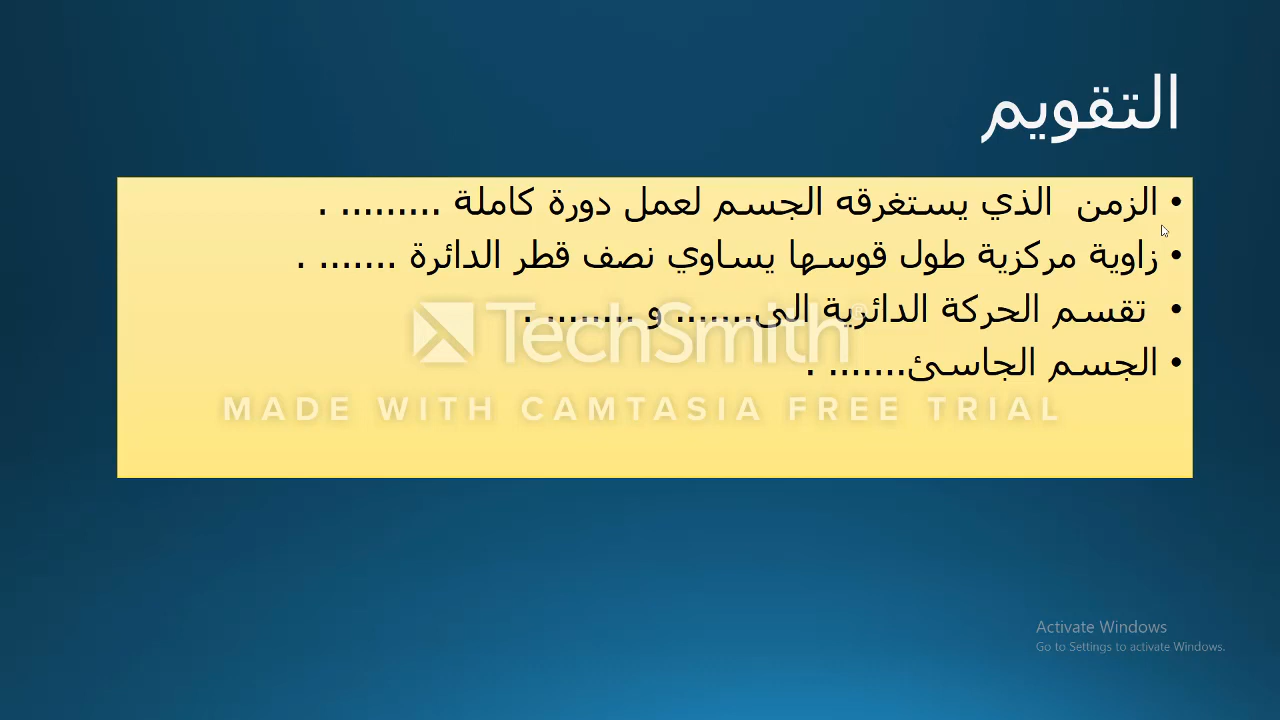 التقويم
• الزمن الذي يستغرقه الجسم لعمل دورة كاملة ......... .
• زاوية مركزية طول قوسها يساوي نصف قطر الدائرة ....... .
• تقسم الحركة الدائرية الى....... و ......... .
• الجسم الجاسئ....... .
TechSmith®
MADE WITH CAMTASIA FREE TRIAL
Activate Windows
Go to Settings to activate Windows.